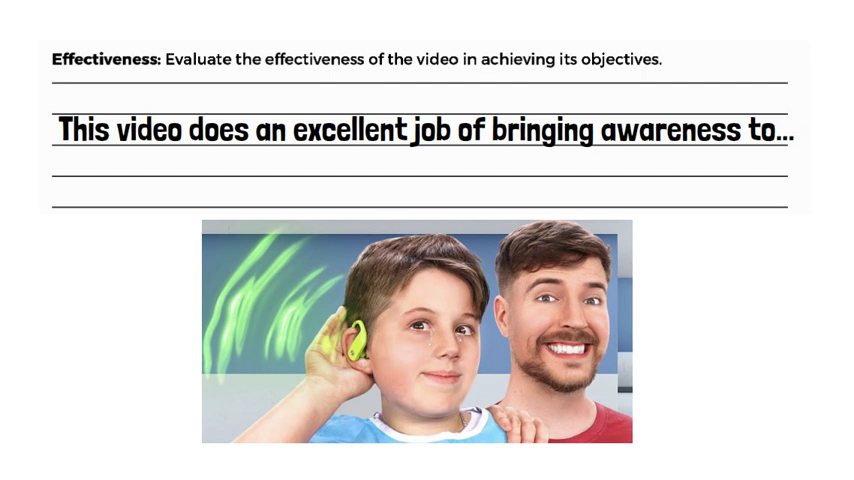 Effectiveness: Evaluate the effectiveness of the video in achieving its objectives.
This video does an excellent job of bringing awareness to...